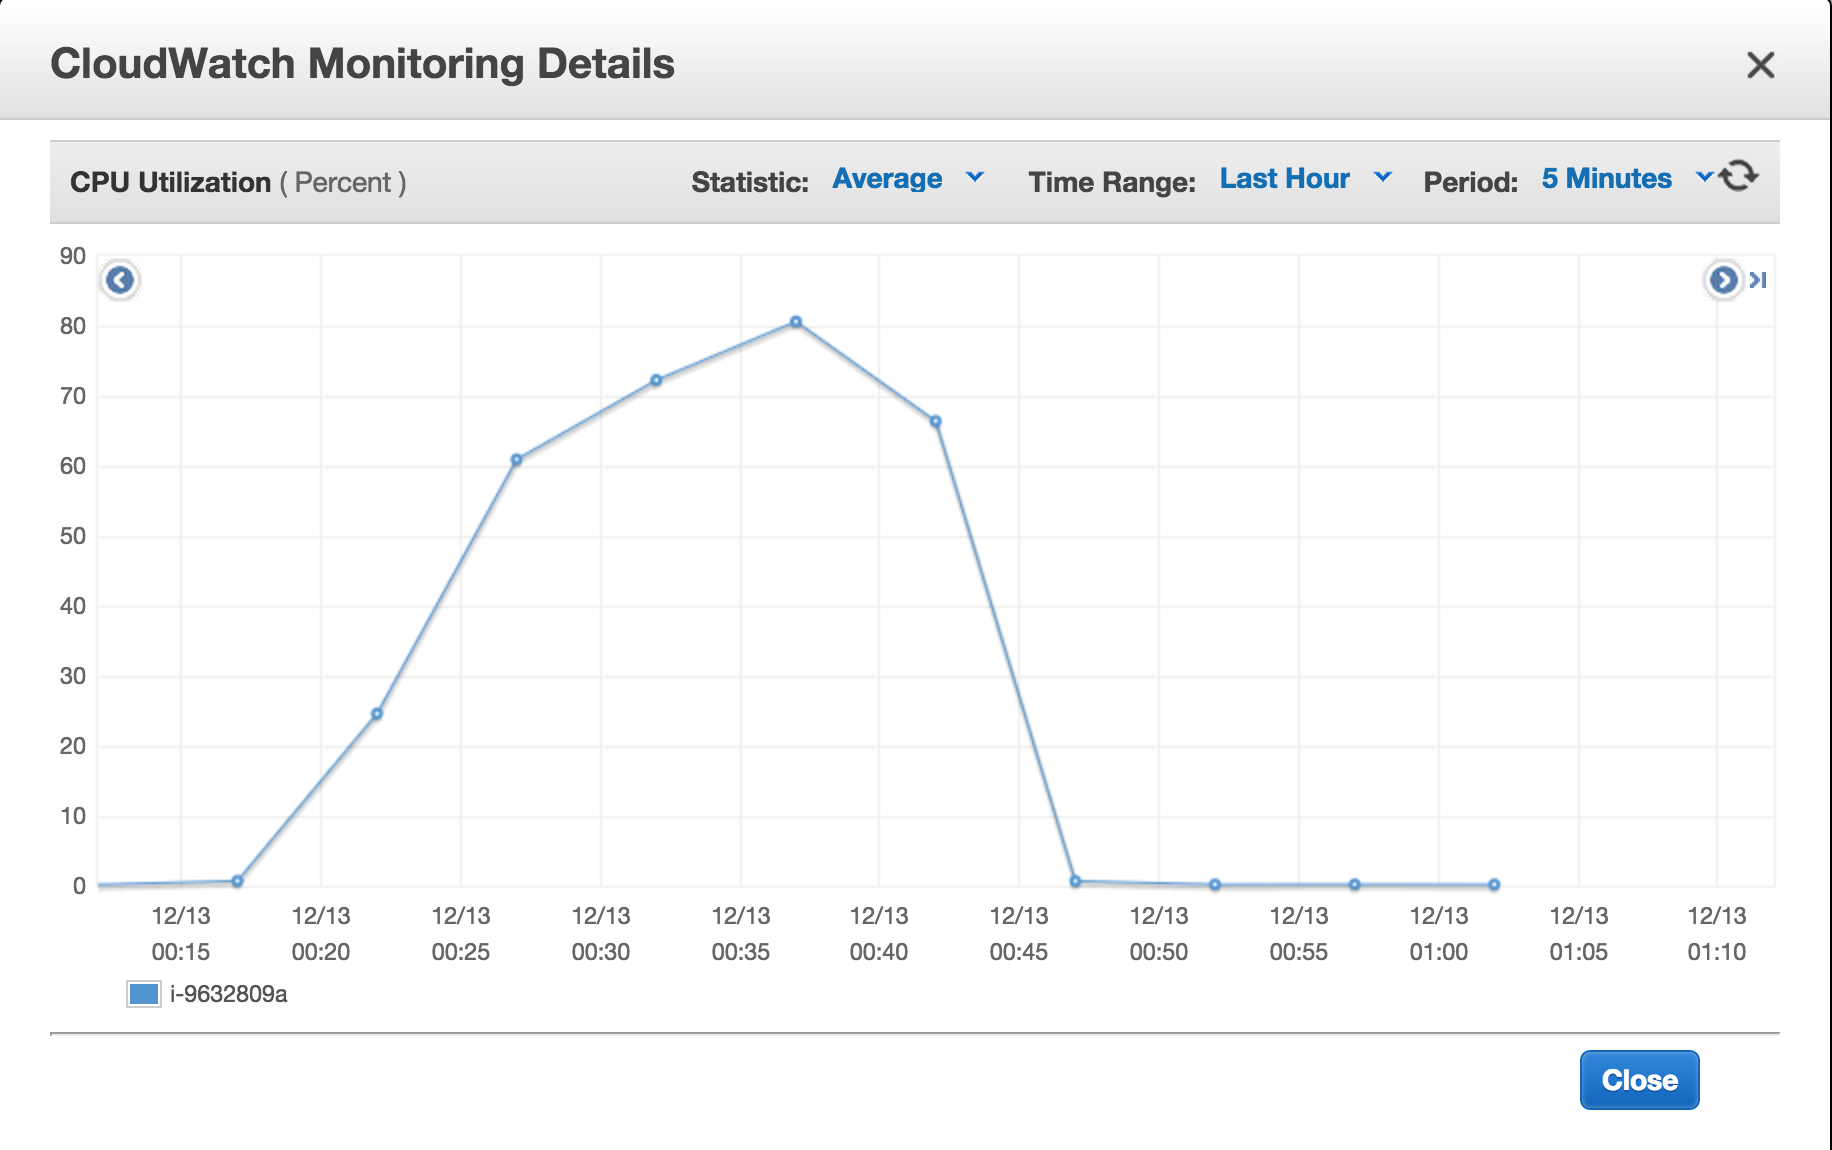 CloudWatch Monitoring Details
CPU Utilization ( Percent )
Statistic: Average
Time Range: Last Hour
Period: 5 Minutes
90
80
70
60
50
40
30
20
10
0
12/13 12/13 12/13 12/13 12/13 12/13 12/13 12/13 12/13 12/13 12/13 12/13
00:15 00:20 00:25 00:30 00:35 00:40 00:45 00:50 00:55 01:00 01:05 01:10
i-9632809a
Close